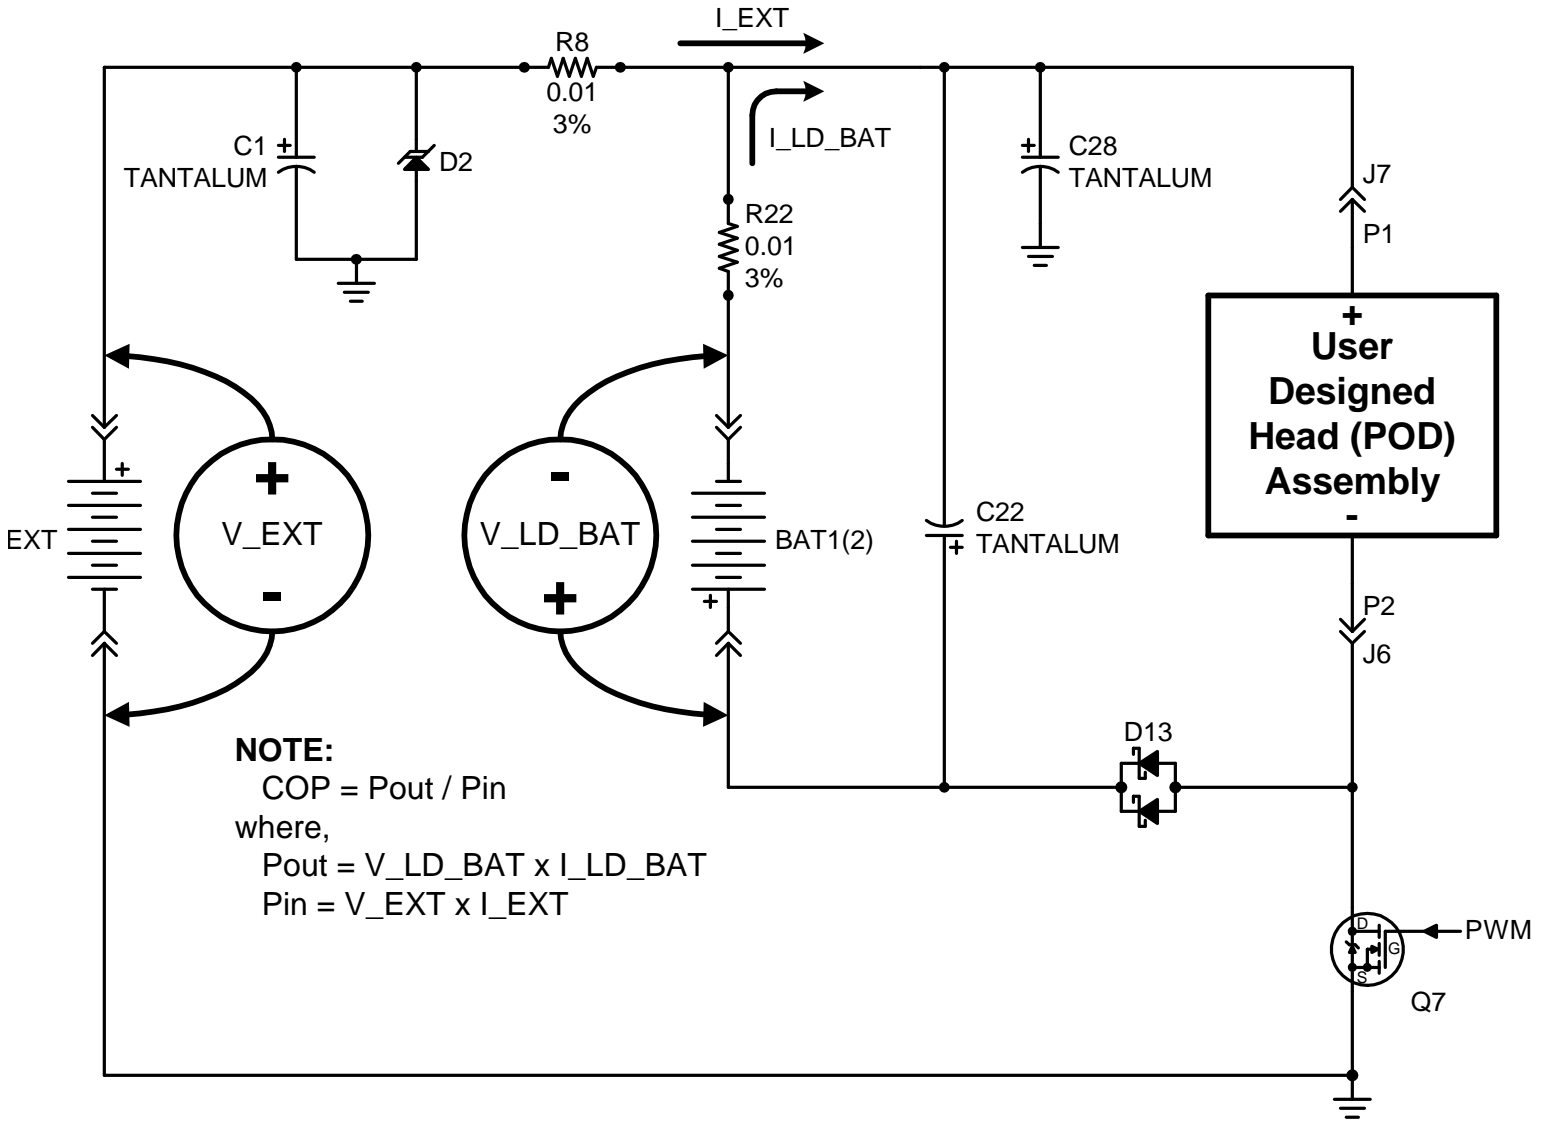 I_EXT
R8
0.01
3%
I_LD_BAT
C1
+
TANTALUM
D2
+
C28
TANTALUM
J7
P1
R22
0.01
3%
+
User
Designed
Head (POD)
Assembly
-
+
EXT
+
V_EXT
-
-
V_LD_BAT
+
BAT1(2)
+
C22
+
TANTALUM
P2
J6
D13
NOTE:
COP = Pout / Pin
where,
Pout = V_LD_BAT x I_LD_BAT
Pin = V_EXT x I_EXT
D
G
S
PWM
Q7